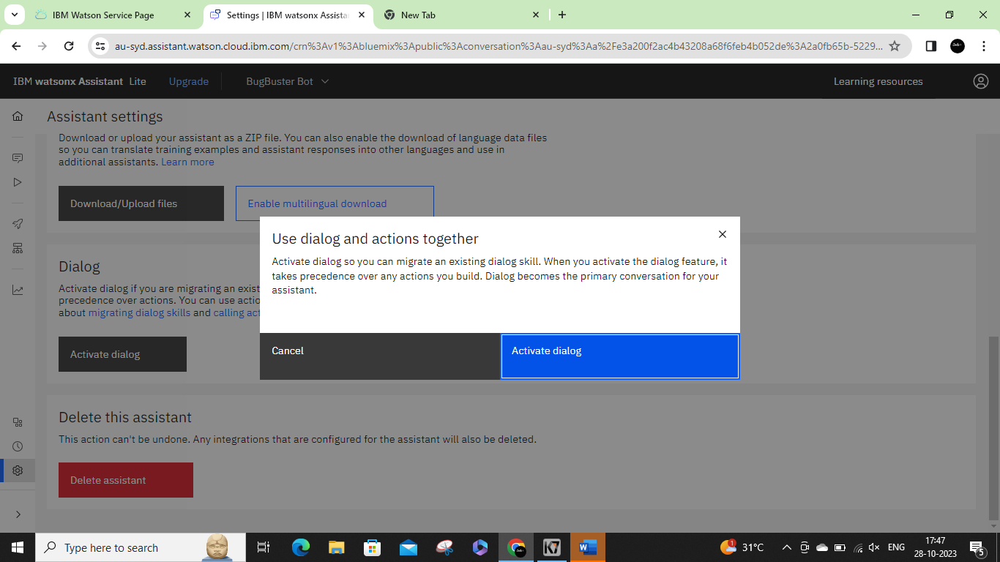 IBM Watson Service Page
Settings | IBM watsonx Assista
New Tab
au-syd.assistant.watson.cloud.ibm.com/crn%3Av1%3Abluemix%3Apublic%3Aconversation%3Aau-syd%3Aa%2Fe3a200f2ac4b43208a68f6feb4b052de%3A2a0fb65b-5229...
IBM watsonx Assistant Lite
Upgrade
BugBuster Bot
Learning resources
Assistant settings
Download or upload your assistant as a ZIP file. You can also enable the download of language data files
so you can translate training examples and assistant responses into other languages and use in
additional assistants. Learn more
Download/Upload files
Enable multilingual download
Use dialog and actions together
Activate dialog so you can migrate an existing dialog skill. When you activate the dialog feature, it
takes precedence over any actions you build. Dialog becomes the primary conversation for your
assistant.
Cancel
Activate dialog
Dialog
Activate dialog if you are migrating an exist
precedence over actions. You can use actio
about migrating dialog skills and calling act
Activate dialog
Delete this assistant
This action can't be undone. Any integrations that are configured for the assistant will also be deleted.
Delete assistant
Type here to search
1
31°C
ENG
17:47
28-10-2023
5